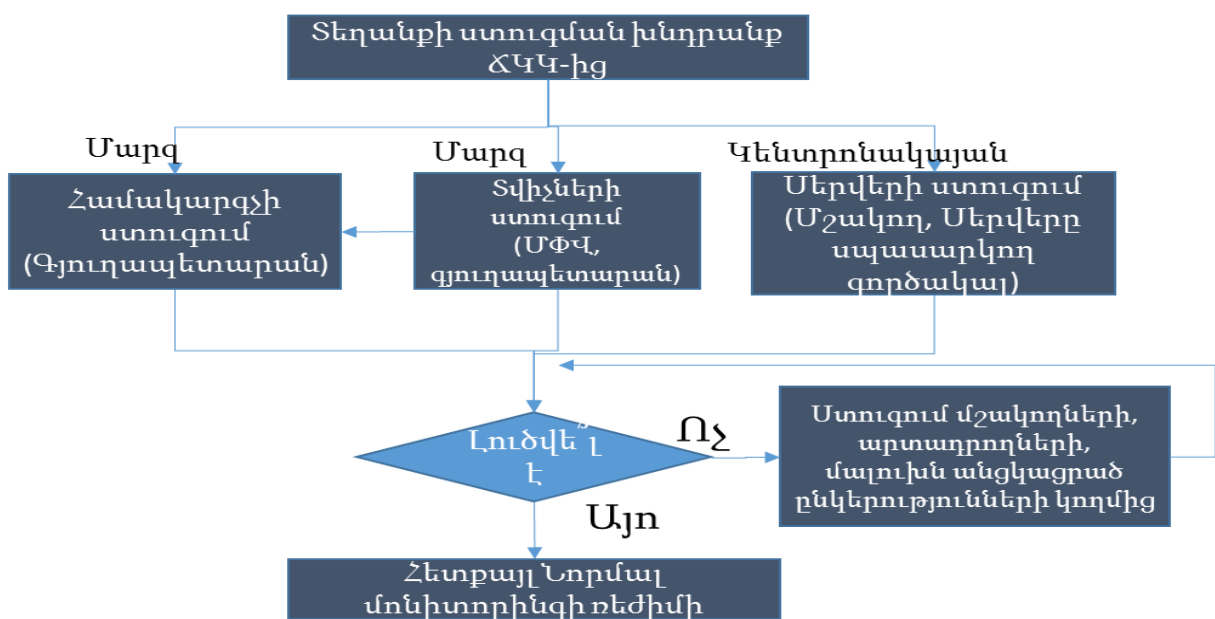 Տեղանքի ստուգման խնդրանք
ՃԿԿ-ից
Մարզ
Մարզ
Կենտրոնակայան
Համակարգչի
ստուգում
(Գյուղապետարան)
Տվիչների
ստուգում
(ՄՓՎ,
գյուղապետարան)
Սերվերի ստուգում
(Մշակող, Սերվերը
սպասարկող
գործակալ)
Լուծվե՞լ
է
Ոչ
Ստուգում մշակողների,
արտադրողների,
մալուխն անցկացրած
ընկերությունների կողմից
Այո
Հետքայլ Նորմալ
մոնիտորինգի ռեժիմի